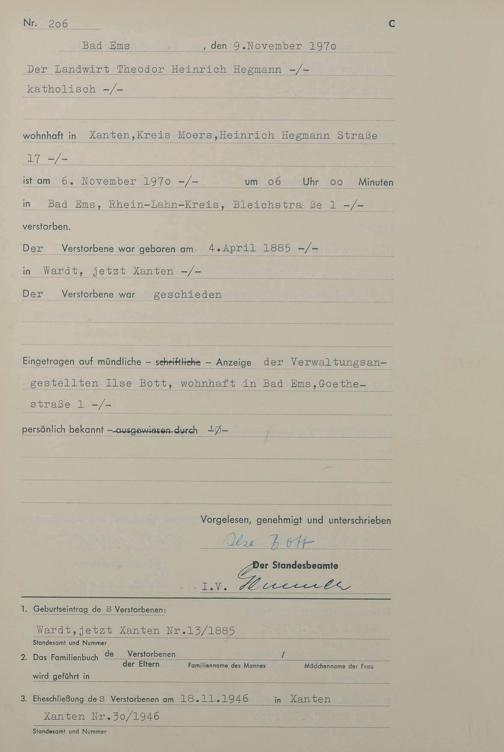 Nr. 206 C
Bad Ems , den 9.November 1970
Der Landwirt Theodor Heinrich Hegmann -/-
katholisch -/-
wohnhaft in Xanten,Kreis Moers,Heinrich Hegmann Straße
17 -/-
ist am 6. November 1970 -/- um 06 Uhr 00 Minuten
in Bad Ems, Rhein-Lahn-Kreis, Bleichstra ße 1 -/-
verstorben.
Der Verstorbene war geboren am 4.April 1885 -/-
in Wardt, jetzt Xanten -/-
Der Verstorbene war geschieden
Eingetragen auf mündliche – schriftliche – Anzeige der Verwaltungsan-
gestellten Ilse Bott, wohnhaft in Bad Ems,Goethe-
straße 1 -/-
persönlich bekannt – ausgewiesen durch
Vorgelesen, genehmigt und unterschrieben
Ilse Bott
Der Standesbeamte
I.V.
1. Geburtseintrag de s Verstorbenen:
Wardt,jetzt Xanten Nr.13/1885
Standesamt und Nummer
2. Das Familienbuch de Verstorbenen /
der Eltern Familienname des Mannes Mädchenname der Frau
wird geführt in
3. Eheschließung de s Verstorbenen am 18.11.1946 in Xanten
Xanten Nr.30/1946
Standesamt und Nummer